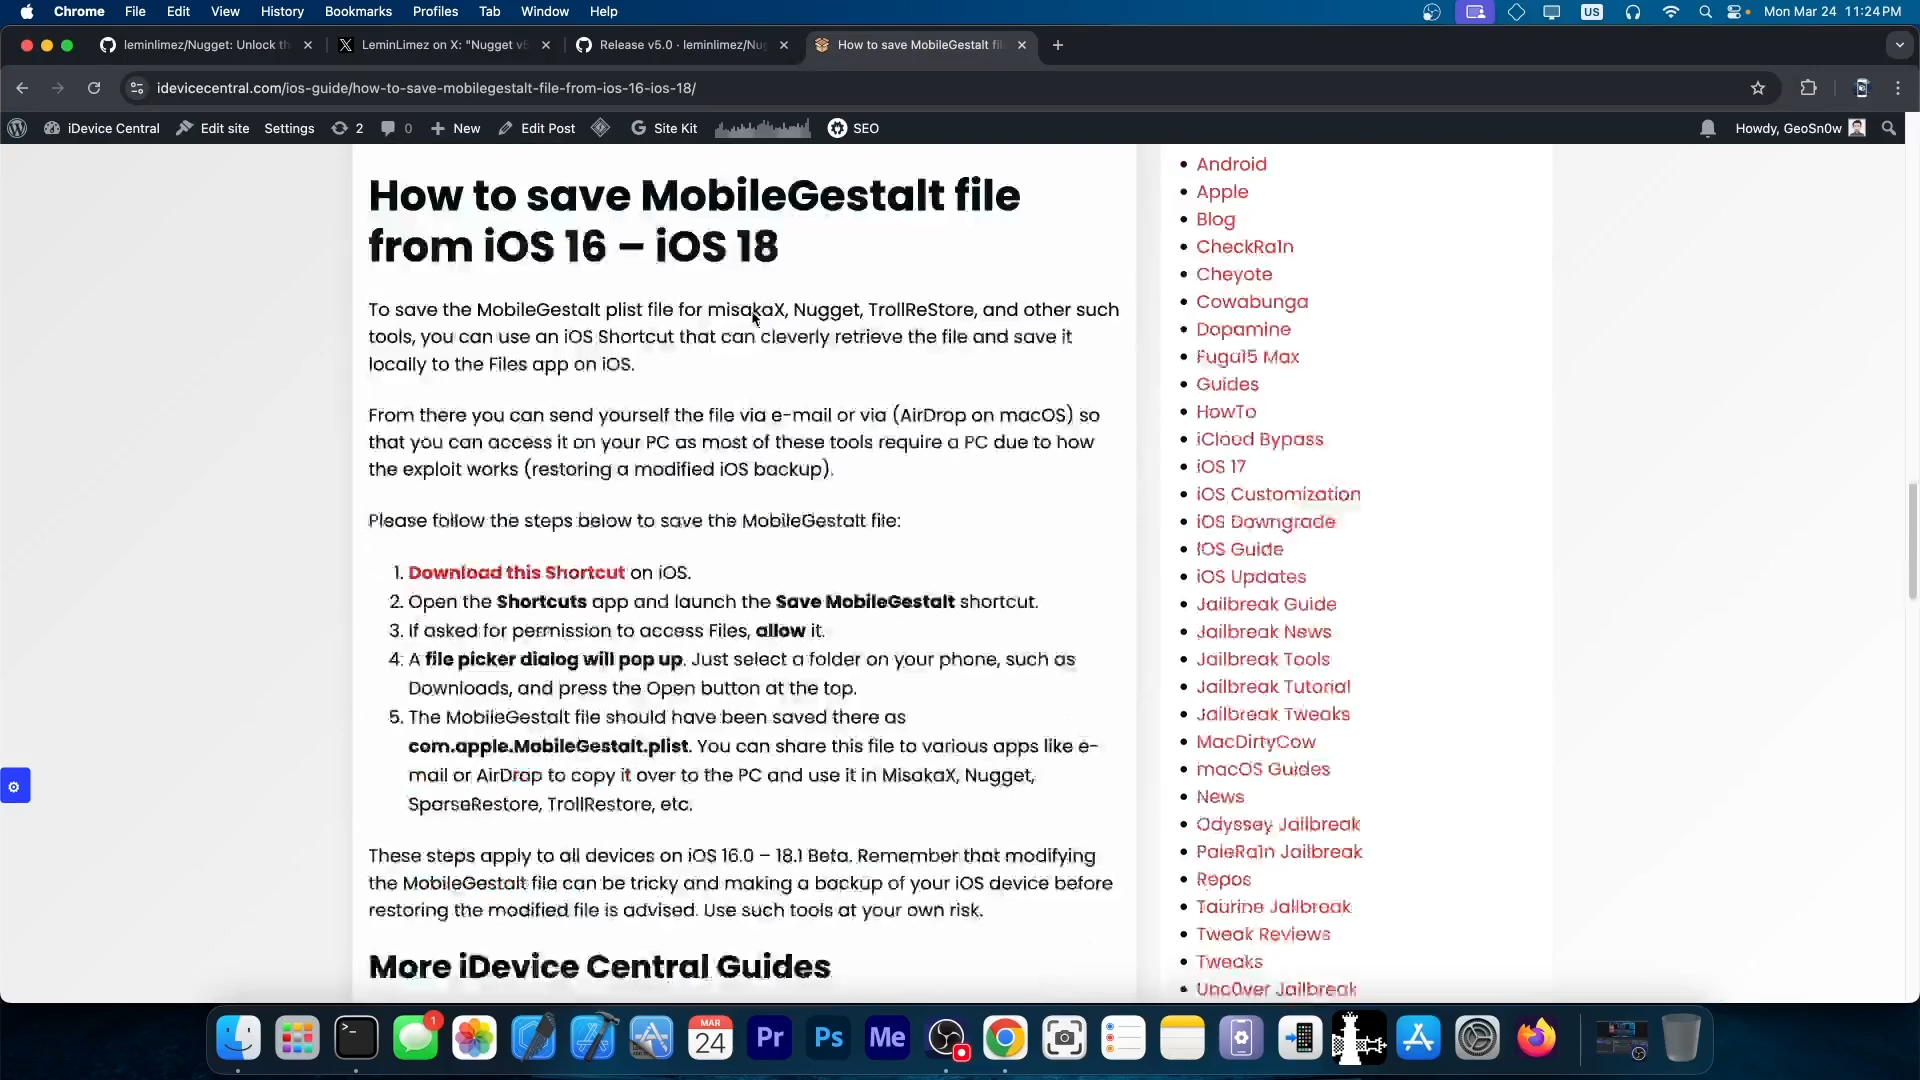 Chrome File Edit View History Bookmarks Profiles Tab Window Help US Mon Mar 24 11:24 PM
leminlimez/Nugget: Unlock th LeminLimez on X: "Nugget v5 Release v5.0 · leminlimez/Nug How to save MobileGestalt fil
idevicecentral.com/ios-guide/how-to-save-mobilegestalt-file-from-ios-16-ios-18/
iDevice Central Edit site Settings 2 0 New Edit Post Site Kit SEO Howdy, GeoSn0w
How to save MobileGestalt file
from iOS 16 – iOS 18
To save the MobileGestalt plist file for misakaX, Nugget, TrollReStore, and other such
tools, you can use an iOS Shortcut that can cleverly retrieve the file and save it
locally to the Files app on iOS.
From there you can send yourself the file via e-mail or via (AirDrop on macOS) so
that you can access it on your PC as most of these tools require a PC due to how
the exploit works (restoring a modified iOS backup).
Please follow the steps below to save the MobileGestalt file:
1. Download this Shortcut on iOS.
2. Open the Shortcuts app and launch the Save MobileGestalt shortcut.
3. If asked for permission to access Files, allow it.
4. A file picker dialog will pop up. Just select a folder on your phone, such as
Downloads, and press the Open button at the top.
5. The MobileGestalt file should have been saved there as
com.apple.MobileGestalt.plist. You can share this file to various apps like e-
mail or AirDrop to copy it over to the PC and use it in MisakaX, Nugget,
SparseRestore, TrollRestore, etc.
These steps apply to all devices on iOS 16.0 – 18.1 Beta. Remember that modifying
the MobileGestalt file can be tricky and making a backup of your iOS device before
restoring the modified file is advised. Use such tools at your own risk.
More iDevice Central Guides
Android
Apple
Blog
CheckRa1n
Cheyote
Cowabunga
Dopamine
Fugu15 Max
Guides
HowTo
iCloud Bypass
iOS 17
iOS Customization
iOS Downgrade
iOS Guide
iOS Updates
Jailbreak Guide
Jailbreak News
Jailbreak Tools
Jailbreak Tutorial
Jailbreak Tweaks
MacDirtyCow
macOS Guides
News
Odyssey Jailbreak
PaleRa1n Jailbreak
Repos
Taurine Jailbreak
Tweak Reviews
Tweaks
Unc0ver Jailbreak
1
MAR
24
Pr
Ps
Me